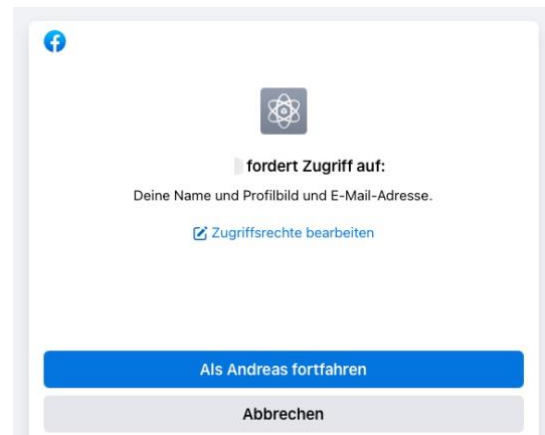 fordert Zugriff auf:
Deine Name und Profilbild und E-Mail-Adresse.
Zugriffsrechte bearbeiten
Als Andreas fortfahren
Abbrechen